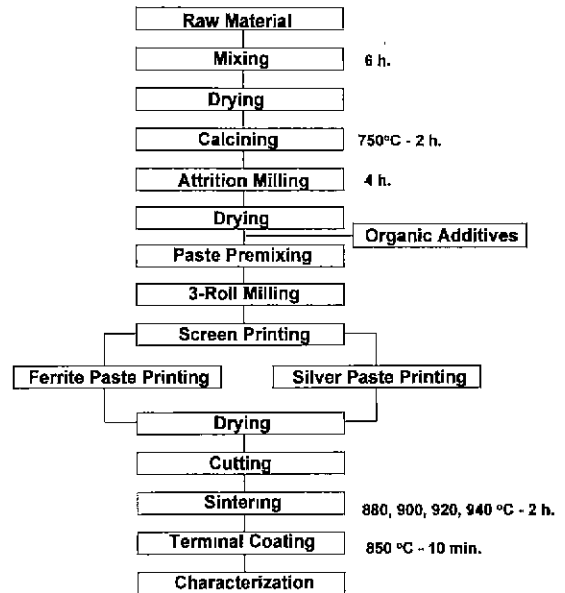 Raw Material
Mixing 6 h.
Drying
Calcining 750°C - 2 h.
Attrition Milling 4 h.
Drying
Organic Additives
Paste Premixing
3-Roll Milling
Screen Printing
Ferrite Paste Printing Silver Paste Printing
Drying
Cutting
Sintering 880, 900, 920, 940 °C - 2 h.
Terminal Coating 850 °C - 10 min.
Characterization